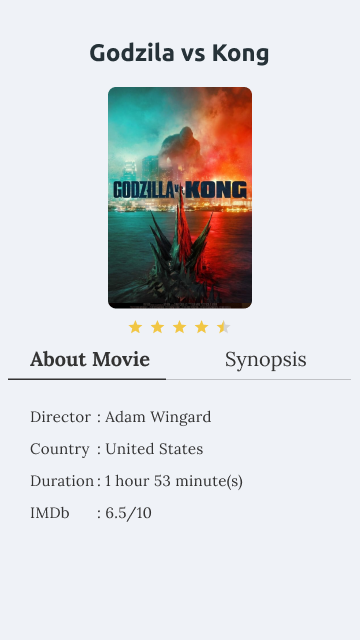 Godzila vs Kong
GODZILLA vs KONG
About Movie
Synopsis
Director : Adam Wingard
Country : United States
Duration : 1 hour 53 minute(s)
IMDb : 6.5/10